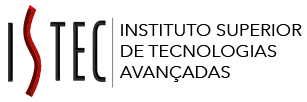 ISTEC
INSTITUTO SUPERIOR
DE TECNOLOGIAS
AVANÇADAS